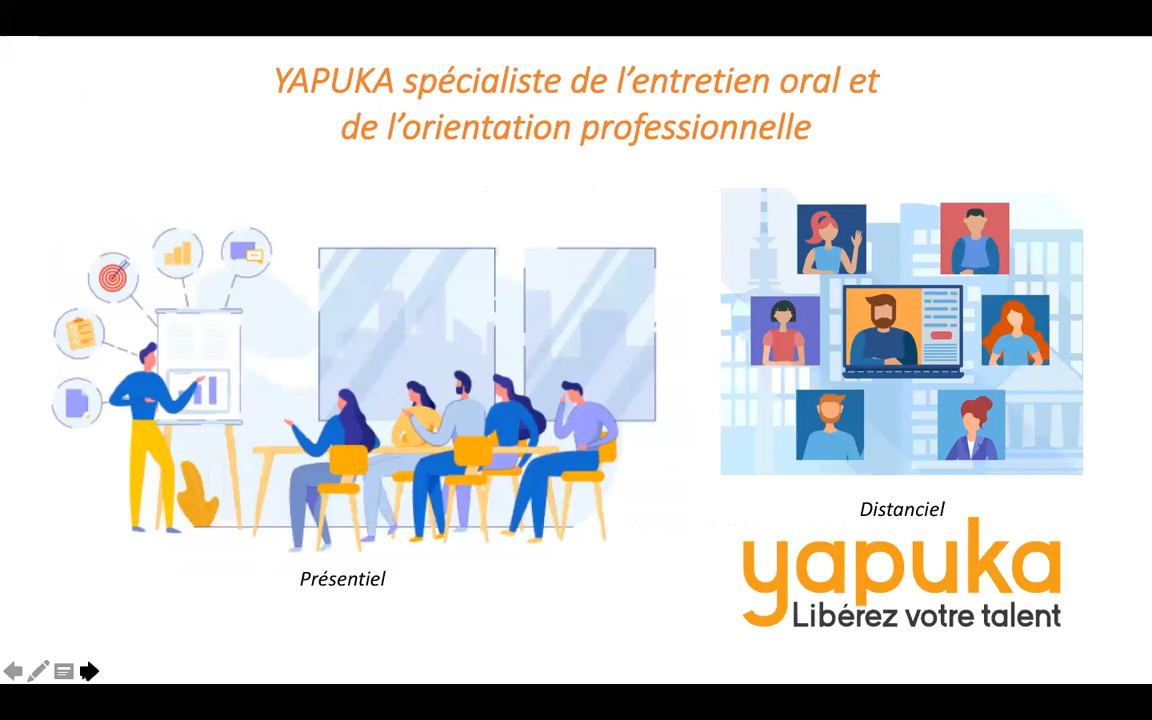 YAPUKA spécialiste de l’entretien oral et
de l’orientation professionnelle
Présentiel
Distanciel
yapuka
Libérez votre talent